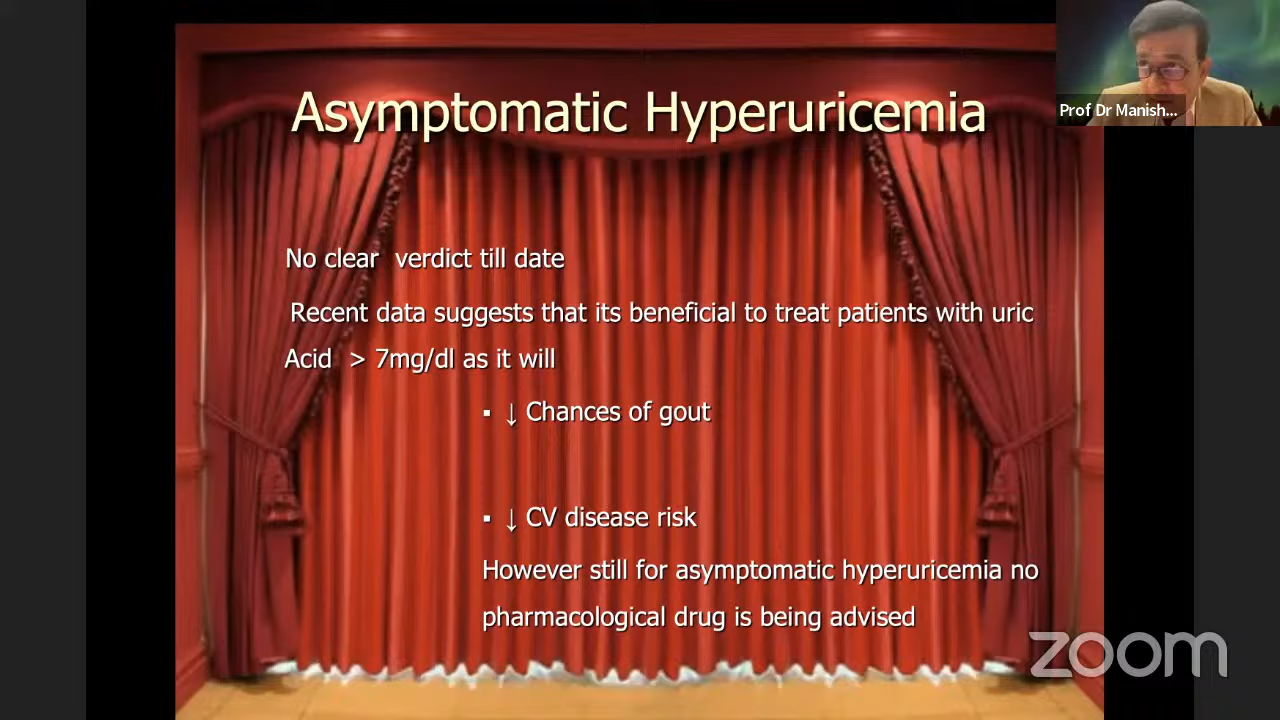 Asymptomatic Hyperuricemia
Prof Dr Manish...
No clear verdict till date
Recent data suggests that its beneficial to treat patients with uric
Acid > 7mg/dl as it will
▪ ↓ Chances of gout
▪ ↓ CV disease risk
However still for asymptomatic hyperuricemia no
pharmacological drug is being advised
zoom